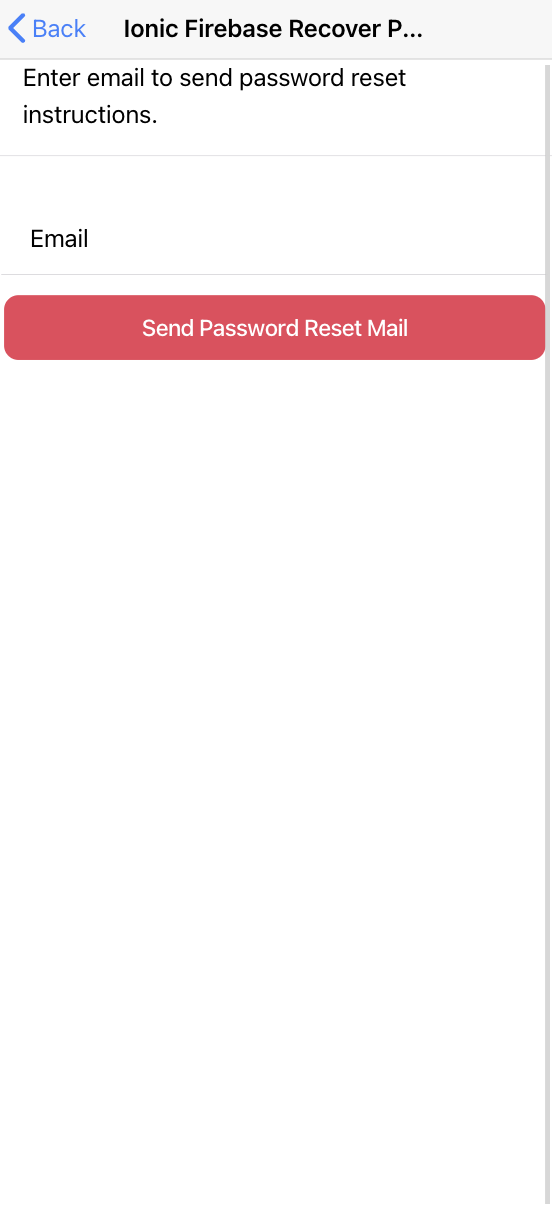 Back
Ionic Firebase Recover P...
Enter email to send password reset
instructions.
Email
Send Password Reset Mail